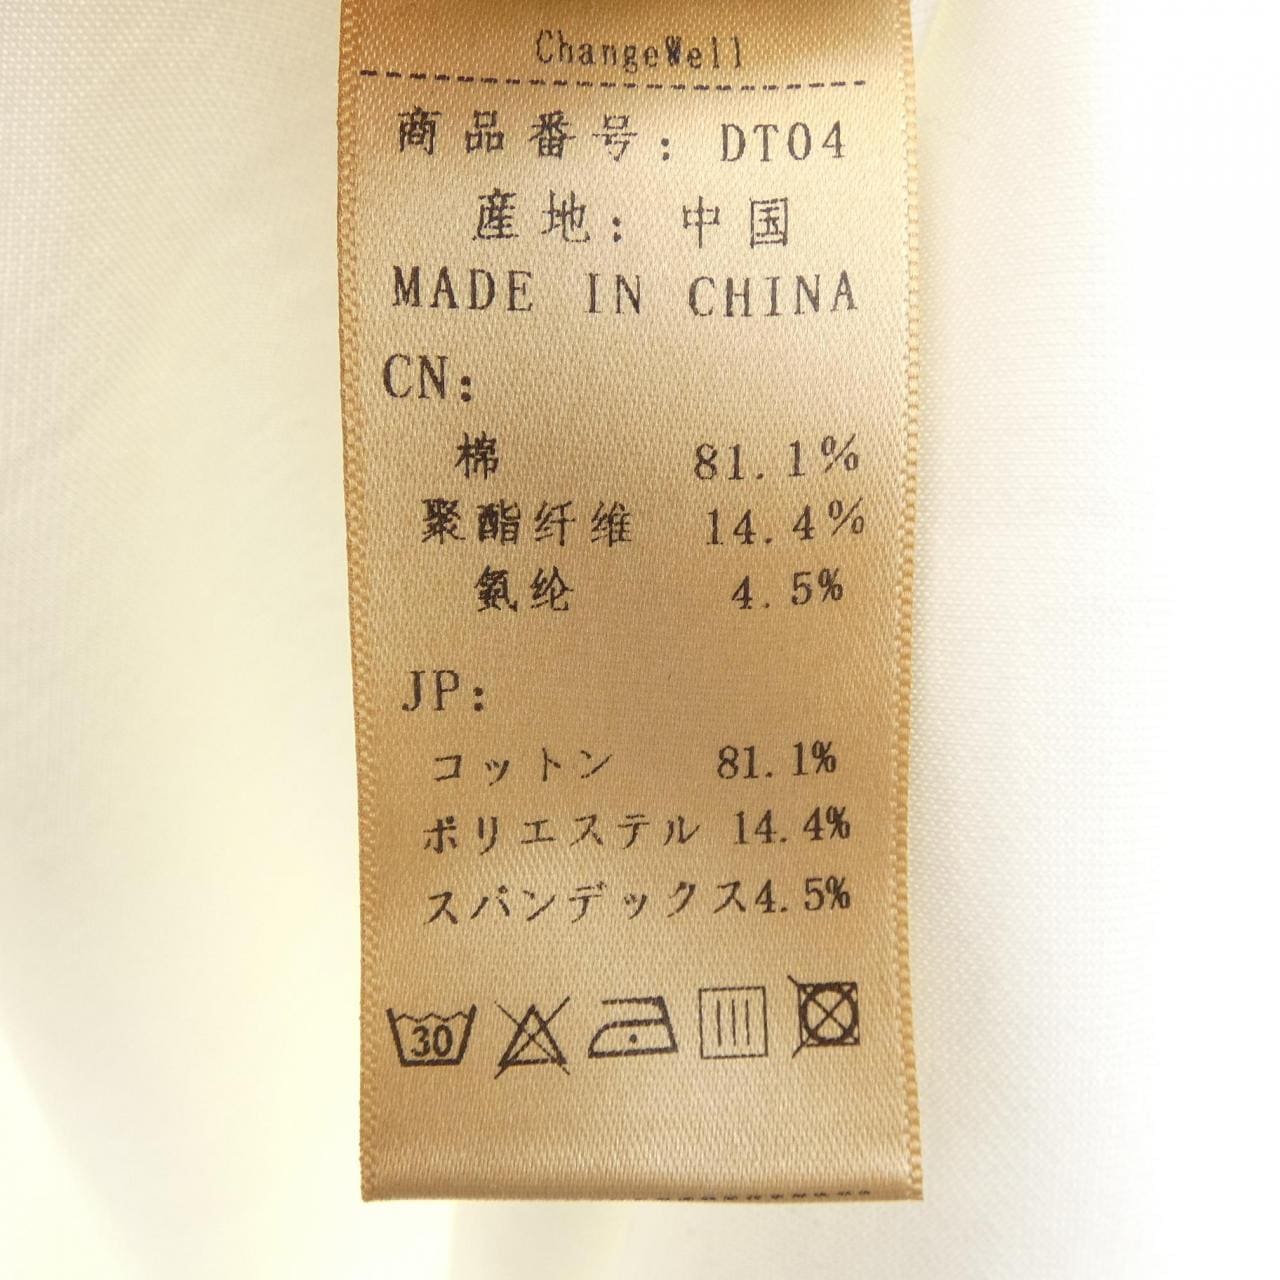 ChangeWell
商品番号: DT04
産地: 中国
MADE IN CHINA
CN:
棉 81.1%
聚酯纤维 14.4%
氨纶 4.5%
JP:
コットン 81.1%
ポリエステル 14.4%
スパンデックス4.5%
30